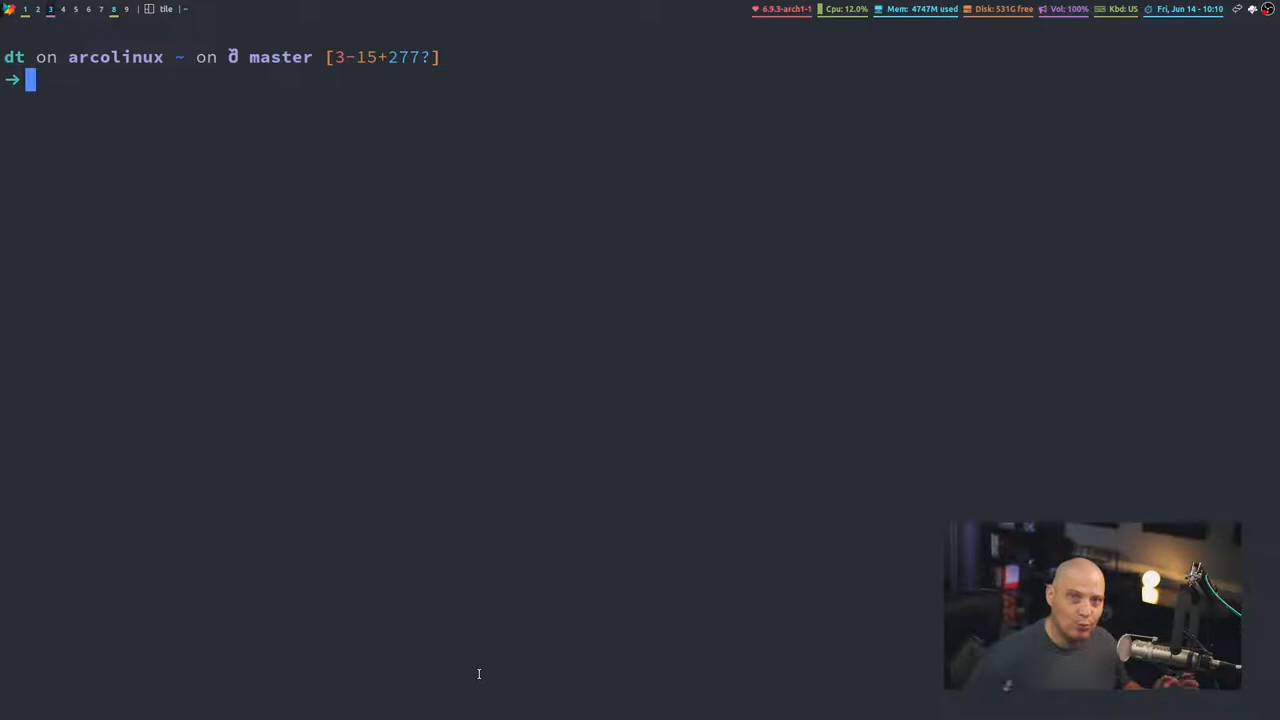 1 2 3 4 5 6 7 8 9 | tile | ~ 6.9.3-arch1-1 Cpu: 12.0% Mem: 4747M used Disk: 531G free Vol: 100% Kbd: US Fri, Jun 14 - 10:10
dt on arcolinux ~ on ð master [3-15+277?]
→